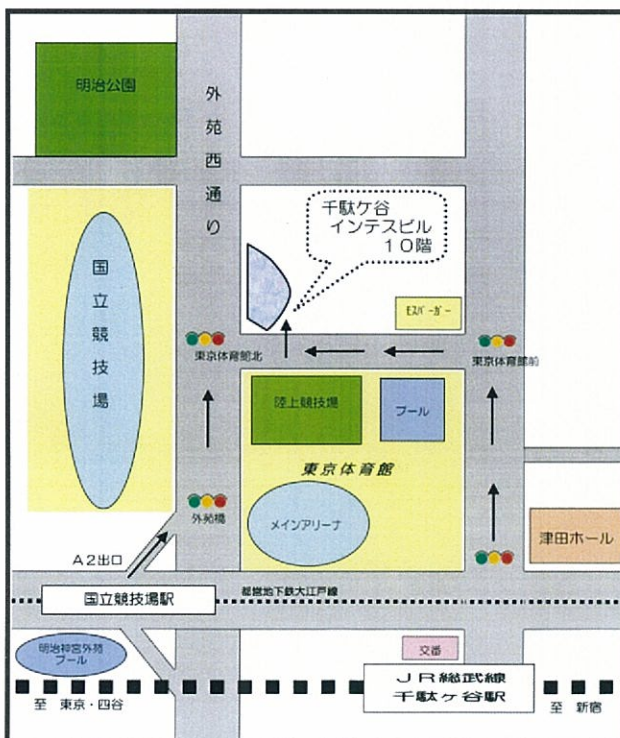 明治公園
外苑西通り
千駄ケ谷
インテスビル
10階
国立競技場
モスバーガー
東京体育館北
東京体育館前
陸上競技場
プール
東京体育館
外苑橋
メインアリーナ
津田ホール
A2出口
国立競技場駅
都営地下鉄大江戸線
明治神宮外苑
プール
交番
JR総武線
千駄ヶ谷駅
至 東京・四谷
至 新宿